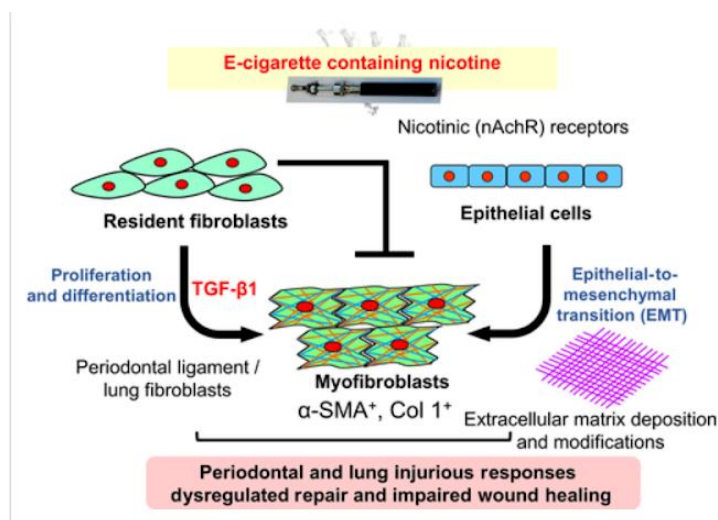 E-cigarette containing nicotine
Nicotinic (nAchR) receptors
Resident fibroblasts
Epithelial cells
Proliferation
and differentiation
TGF-β1
Epithelial-to-
mesenchymal
transition (EMT)
Periodontal ligament /
lung fibroblasts
Myofibroblasts
α-SMA⁺, Col 1⁺
Extracellular matrix deposition
and modifications
Periodontal and lung injurious responses
dysregulated repair and impaired wound healing